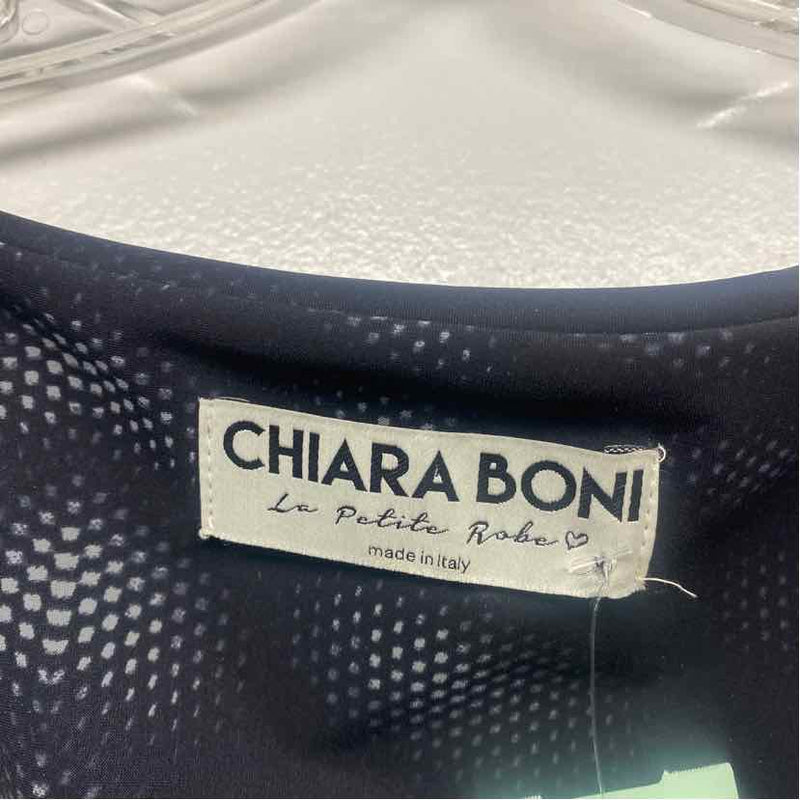 CHIARA BONI
La Petite Robe
made in Italy